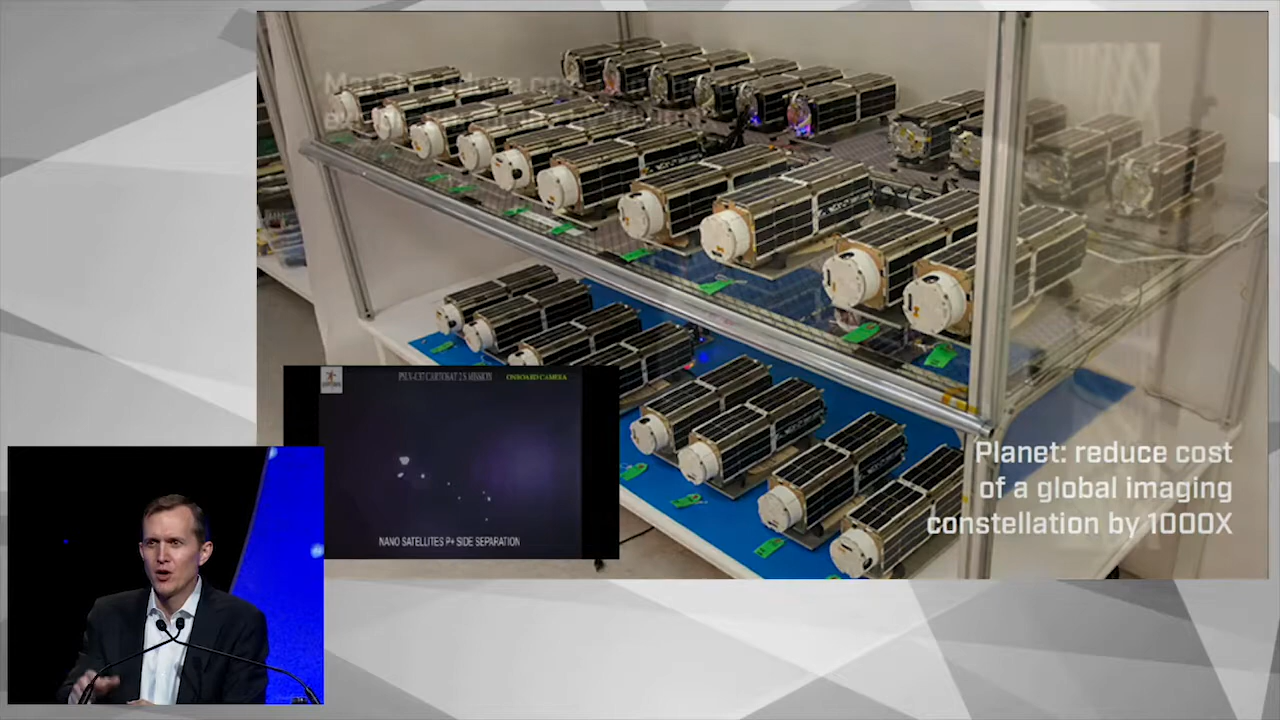 PSLV-C37 CARTOSAT 2 S MISSION
ONBOARD CAMERA
NANO SATELLITES P+ SIDE SEPARATION
Planet: reduce cost
of a global imaging
constellation by 1000X